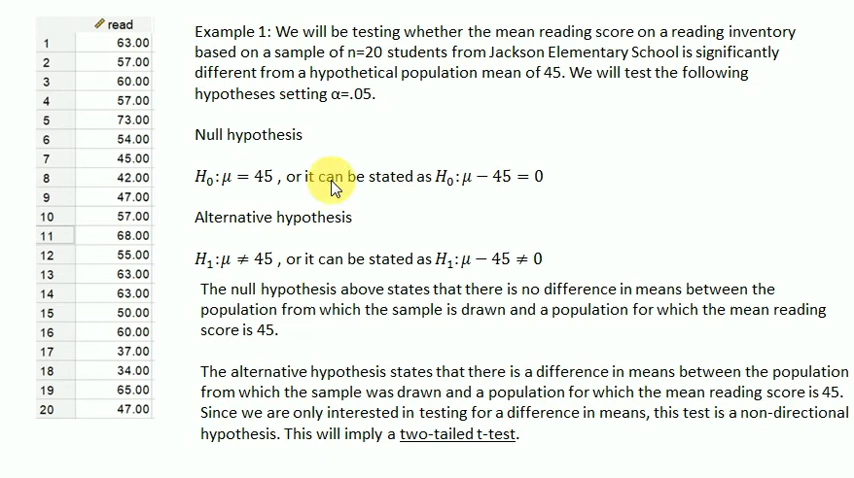 read
1 63.00
2 57.00
3 60.00
4 57.00
5 73.00
6 54.00
7 45.00
8 42.00
9 47.00
10 57.00
11 68.00
12 55.00
13 63.00
14 63.00
15 50.00
16 60.00
17 37.00
18 34.00
19 65.00
20 47.00
Example 1: We will be testing whether the mean reading score on a reading inventory
based on a sample of n=20 students from Jackson Elementary School is significantly
different from a hypothetical population mean of 45. We will test the following
hypotheses setting α=.05.
Null hypothesis
H₀: μ = 45 , or it can be stated as H₀: μ − 45 = 0
Alternative hypothesis
H₁: μ ≠ 45 , or it can be stated as H₁: μ − 45 ≠ 0
The null hypothesis above states that there is no difference in means between the
population from which the sample is drawn and a population for which the mean reading
score is 45.
The alternative hypothesis states that there is a difference in means between the population
from which the sample was drawn and a population for which the mean reading score is 45.
Since we are only interested in testing for a difference in means, this test is a non-directional
hypothesis. This will imply a two-tailed t-test.